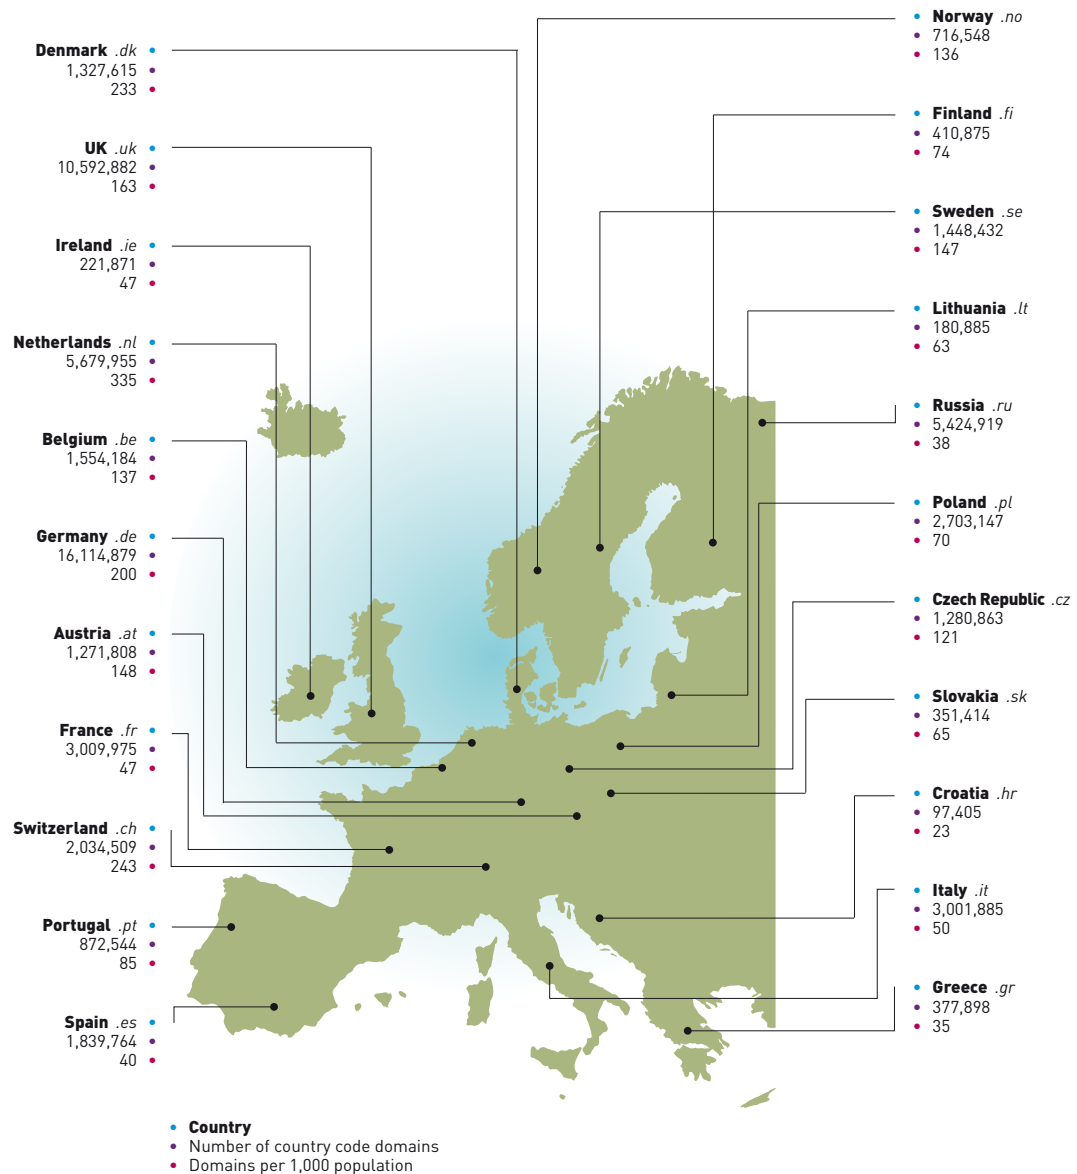 Denmark .dk
1,327,615
233
UK .uk
10,592,882
163
Ireland .ie
221,871
47
Netherlands .nl
5,679,955
335
Belgium .be
1,554,184
137
Germany .de
16,114,879
200
Austria .at
1,271,808
148
France .fr
3,009,975
47
Switzerland .ch
2,034,509
243
Portugal .pt
872,544
85
Spain .es
1,839,764
40
Norway .no
716,548
136
Finland .fi
410,875
74
Sweden .se
1,448,432
147
Lithuania .lt
180,885
63
Russia .ru
5,424,919
38
Poland .pl
2,703,147
70
Czech Republic .cz
1,280,863
121
Slovakia .sk
351,414
65
Croatia .hr
97,405
23
Italy .it
3,001,885
50
Greece .gr
377,898
35
Country
Number of country code domains
Domains per 1,000 population